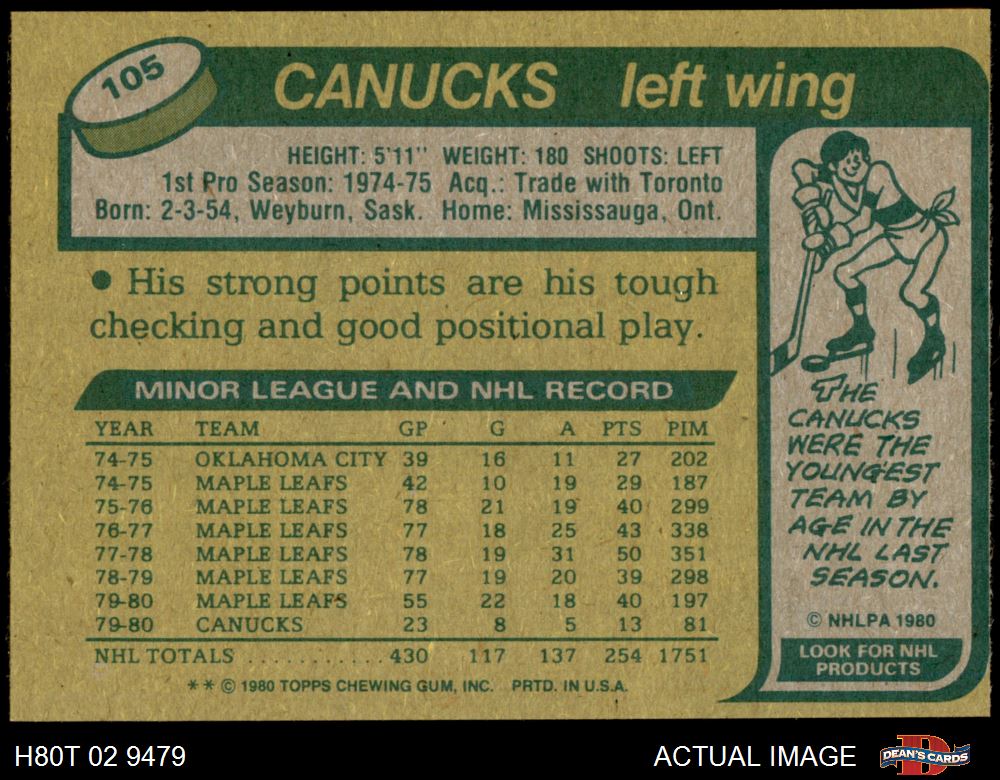 105
CANUCKS left wing
HEIGHT: 5'11" WEIGHT: 180 SHOOTS: LEFT
1st Pro Season: 1974-75 Acq.: Trade with Toronto
Born: 2-3-54, Weyburn, Sask. Home: Mississauga, Ont.
• His strong points are his tough
checking and good positional play.
MINOR LEAGUE AND NHL RECORD
YEAR TEAM GP G A PTS PIM
74-75 OKLAHOMA CITY 39 16 11 27 202
74-75 MAPLE LEAFS 42 10 19 29 187
75-76 MAPLE LEAFS 78 21 19 40 299
76-77 MAPLE LEAFS 77 18 25 43 338
77-78 MAPLE LEAFS 78 19 31 50 351
78-79 MAPLE LEAFS 77 19 20 39 298
79-80 MAPLE LEAFS 55 22 18 40 197
79-80 CANUCKS 23 8 5 13 81
NHL TOTALS .......... 430 117 137 254 1751
** © 1980 TOPPS CHEWING GUM, INC. PRTD. IN U.S.A.
THE
CANUCKS
WERE THE
YOUNGEST
TEAM BY
AGE IN THE
NHL LAST
SEASON.
© NHLPA 1980
LOOK FOR NHL
PRODUCTS
H80T 02 9479
ACTUAL IMAGE
DEAN'S CARDS